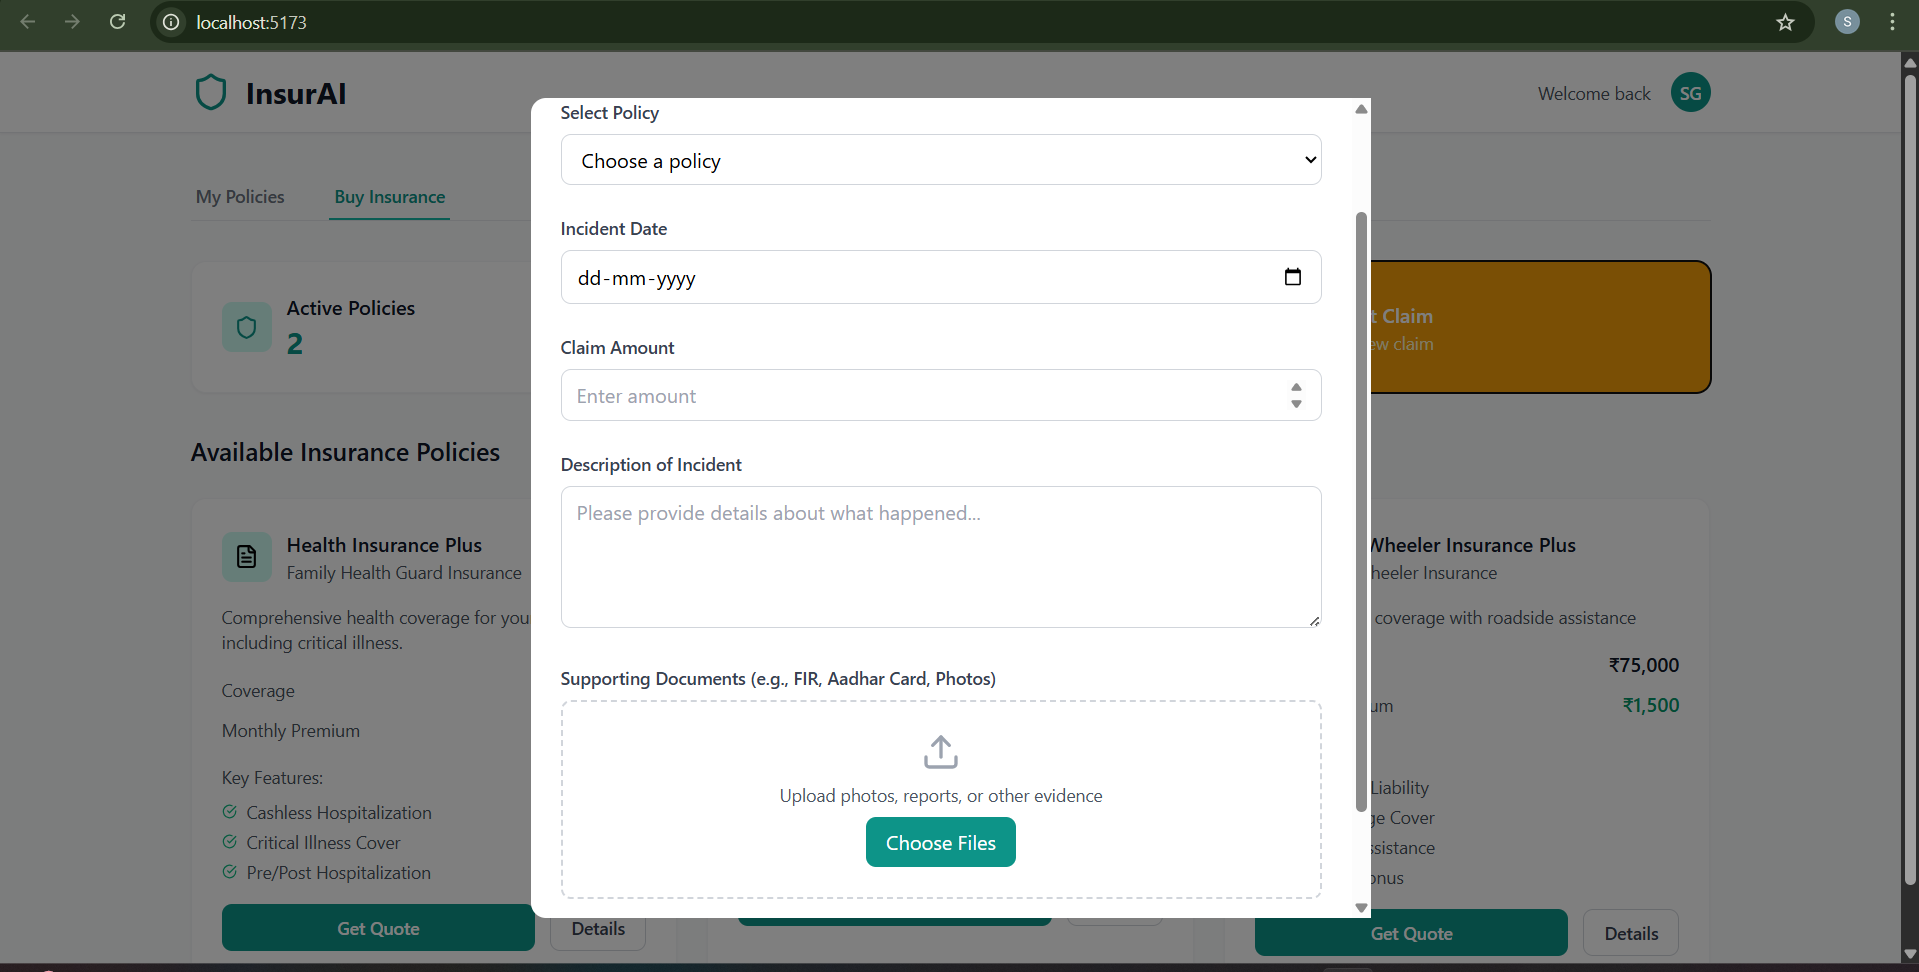 localhost:5173
S
InsurAI
Welcome back
SG
My Policies
Buy Insurance
Active Policies
2
t Claim
ew claim
Available Insurance Policies
Health Insurance Plus
Family Health Guard Insurance
Comprehensive health coverage for you
including critical illness.
Coverage
Monthly Premium
Key Features:
Cashless Hospitalization
Critical Illness Cover
Pre/Post Hospitalization
Get Quote
Details
Select Policy
Choose a policy
Incident Date
dd-mm-yyyy
Claim Amount
Enter amount
Description of Incident
Please provide details about what happened...
Supporting Documents (e.g., FIR, Aadhar Card, Photos)
Upload photos, reports, or other evidence
Choose Files
Wheeler Insurance Plus
heeler Insurance
coverage with roadside assistance
₹75,000
um
₹1,500
Liability
ge Cover
ssistance
onus
Get Quote
Details